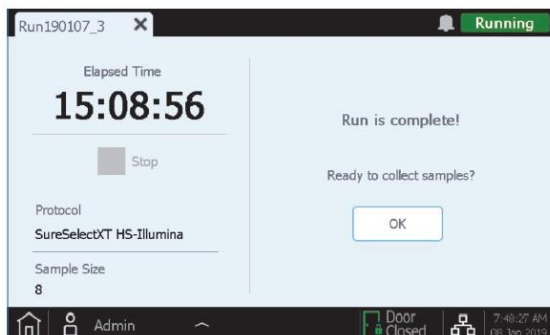 Run190107_3
Running
Elapsed Time
15:08:56
Stop
Protocol
SureSelectXT HS-Illumina
Sample Size
8
Run is complete!
Ready to collect samples?
OK
Admin
Door
Closed
7:48:27 AM
08 Jan 2019